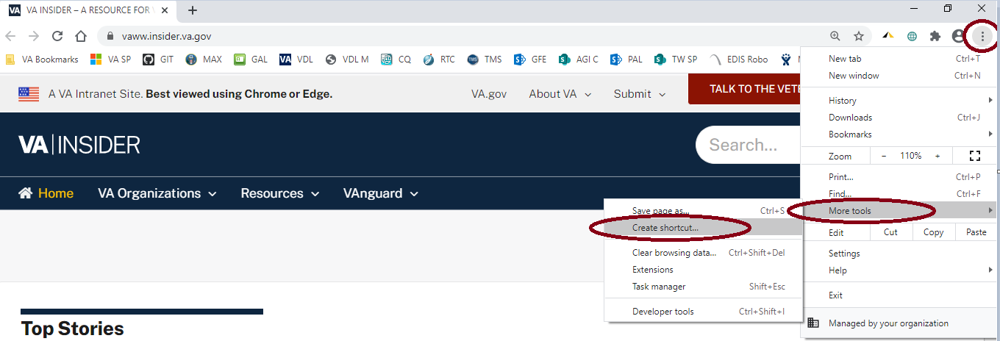 VA VA INSIDER – A RESOURCE FOR
vaww.insider.va.gov
VA Bookmarks VA SP GIT MAX GAL VA VDL VDL M CQ RTC TMS GFE AGI C PAL TW SP EDIS Robo
A VA Intranet Site. Best viewed using Chrome or Edge. VA.gov About VA Submit TALK TO THE VETE
VA|INSIDER Search...
Home VA Organizations Resources VAnguard
Top Stories
New tab Ctrl+T
New window Ctrl+N
History
Downloads Ctrl+J
Bookmarks
Zoom − 110% +
Print... Ctrl+P
Find... Ctrl+F
More tools
Edit Cut Copy Paste
Settings
Help
Exit
Managed by your organization
Save page as... Ctrl+S
Create shortcut...
Clear browsing data... Ctrl+Shift+Del
Extensions
Task manager Shift+Esc
Developer tools Ctrl+Shift+I